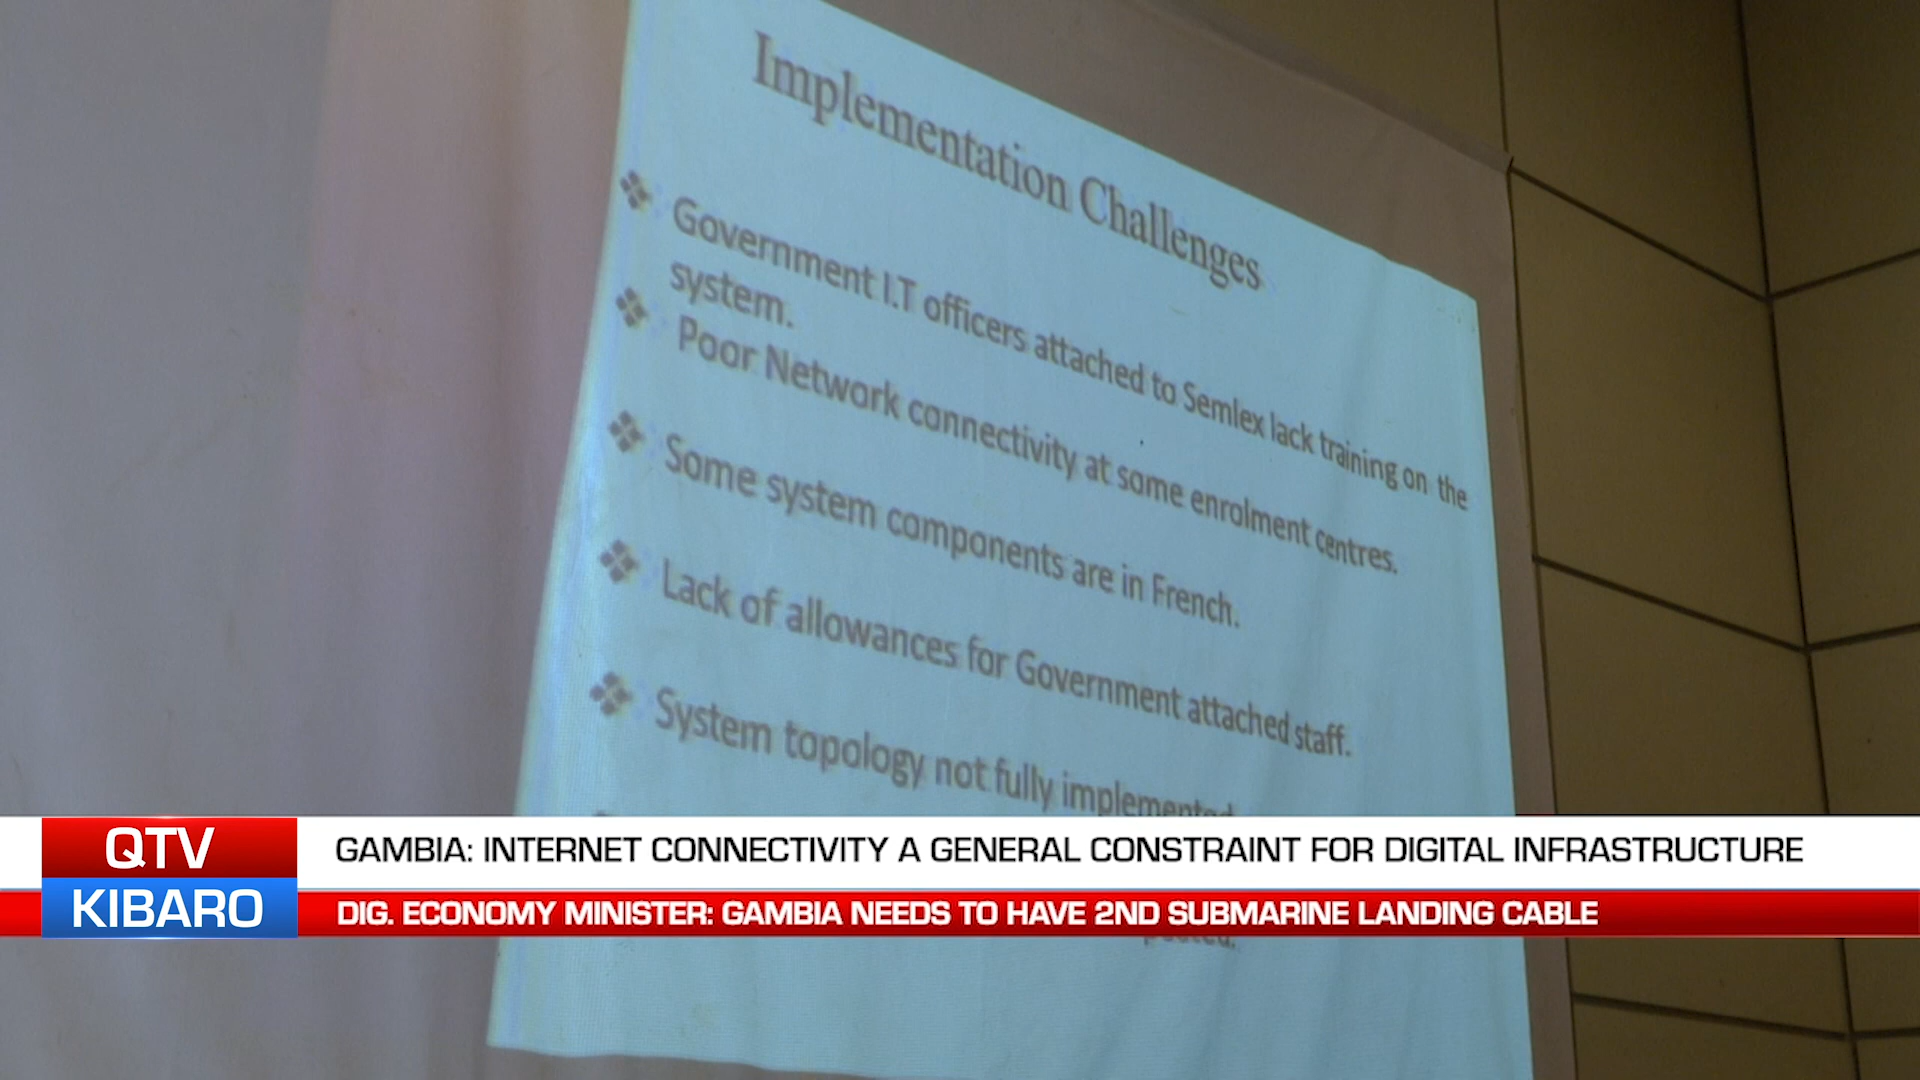 Implementation Challenges
Government I.T officers attached to Semlex lack training on the
system.
Poor Network connectivity at some enrolment centres.
Some system components are in French.
Lack of allowances for Government attached staff.
System topology not fully implemented
QTV
KIBARO
GAMBIA: INTERNET CONNECTIVITY A GENERAL CONSTRAINT FOR DIGITAL INFRASTRUCTURE
DIG. ECONOMY MINISTER: GAMBIA NEEDS TO HAVE 2ND SUBMARINE LANDING CABLE